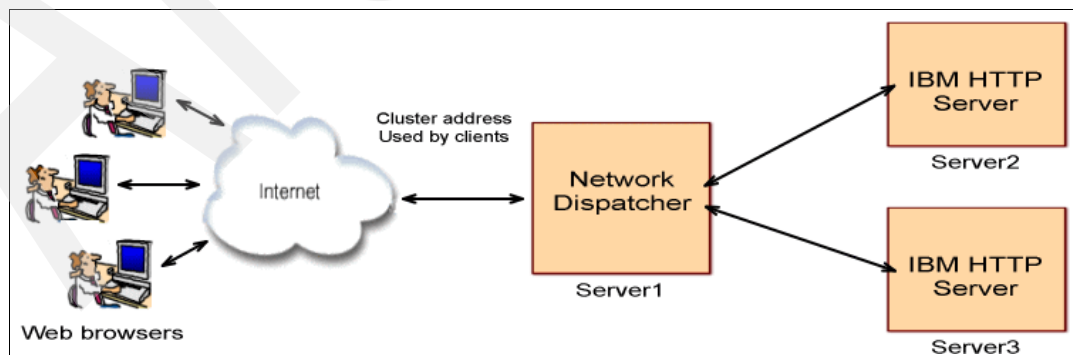 Web browsers
Internet
Cluster address
Used by clients
Network
Dispatcher
Server1
IBM HTTP
Server
Server2
IBM HTTP
Server
Server3